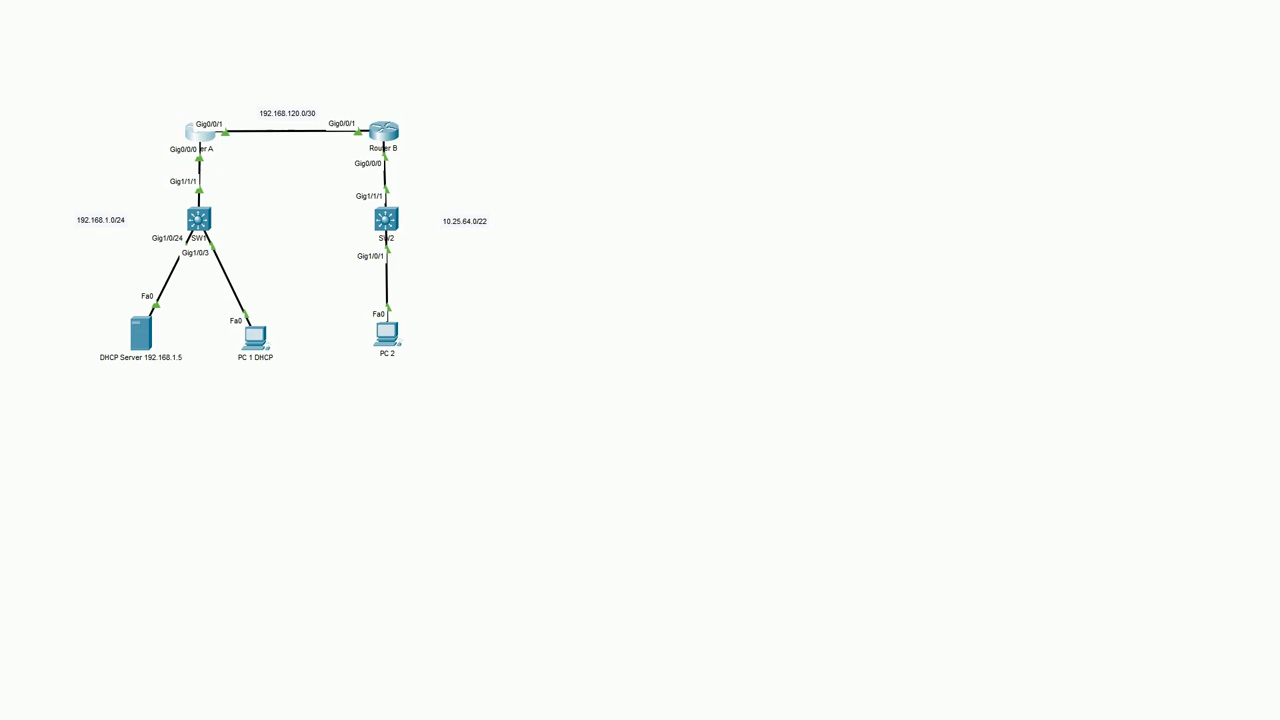 192.168.120.0/30
Gig0/0/1
Gig0/0/1
Gig0/0/0
er A
Router B
Gig0/0/0
Gig1/1/1
Gig1/1/1
192.168.1.0/24
10.25.64.0/22
Gig1/0/24
SW1
SW2
Gig1/0/3
Gig1/0/1
Fa0
Fa0
Fa0
DHCP Server 192.168.1.5
PC 1 DHCP
PC 2